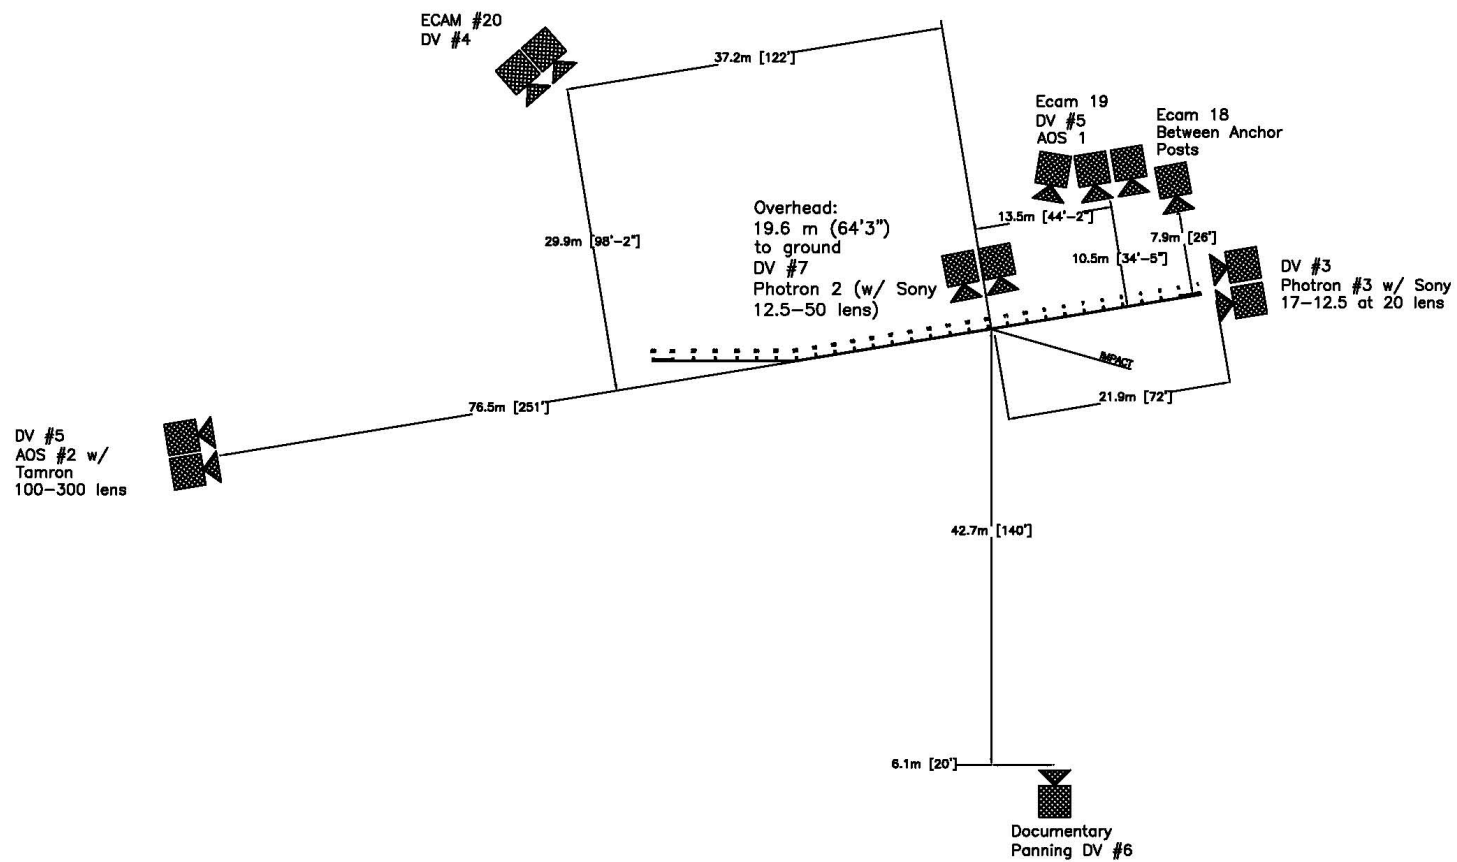 ECAM #20
DV #4
37.2m [122']
Ecam 19
DV #5
AOS 1
Ecam 18
Between Anchor
Posts
Overhead:
19.6 m (64'3")
to ground
DV #7
Photron 2 (w/ Sony
12.5-50 lens)
13.5m [44'-2"]
7.9m [26"]
10.5m [34'-5"]
29.9m [98'-2"]
DV #3
Photron #3 w/ Sony
17-12.5 at 20 lens
IMPACT
21.9m [72']
76.5m [251']
DV #5
AOS #2 w/
Tamron
100-300 lens
42.7m [140']
6.1m [20']
Documentary
Panning DV #6